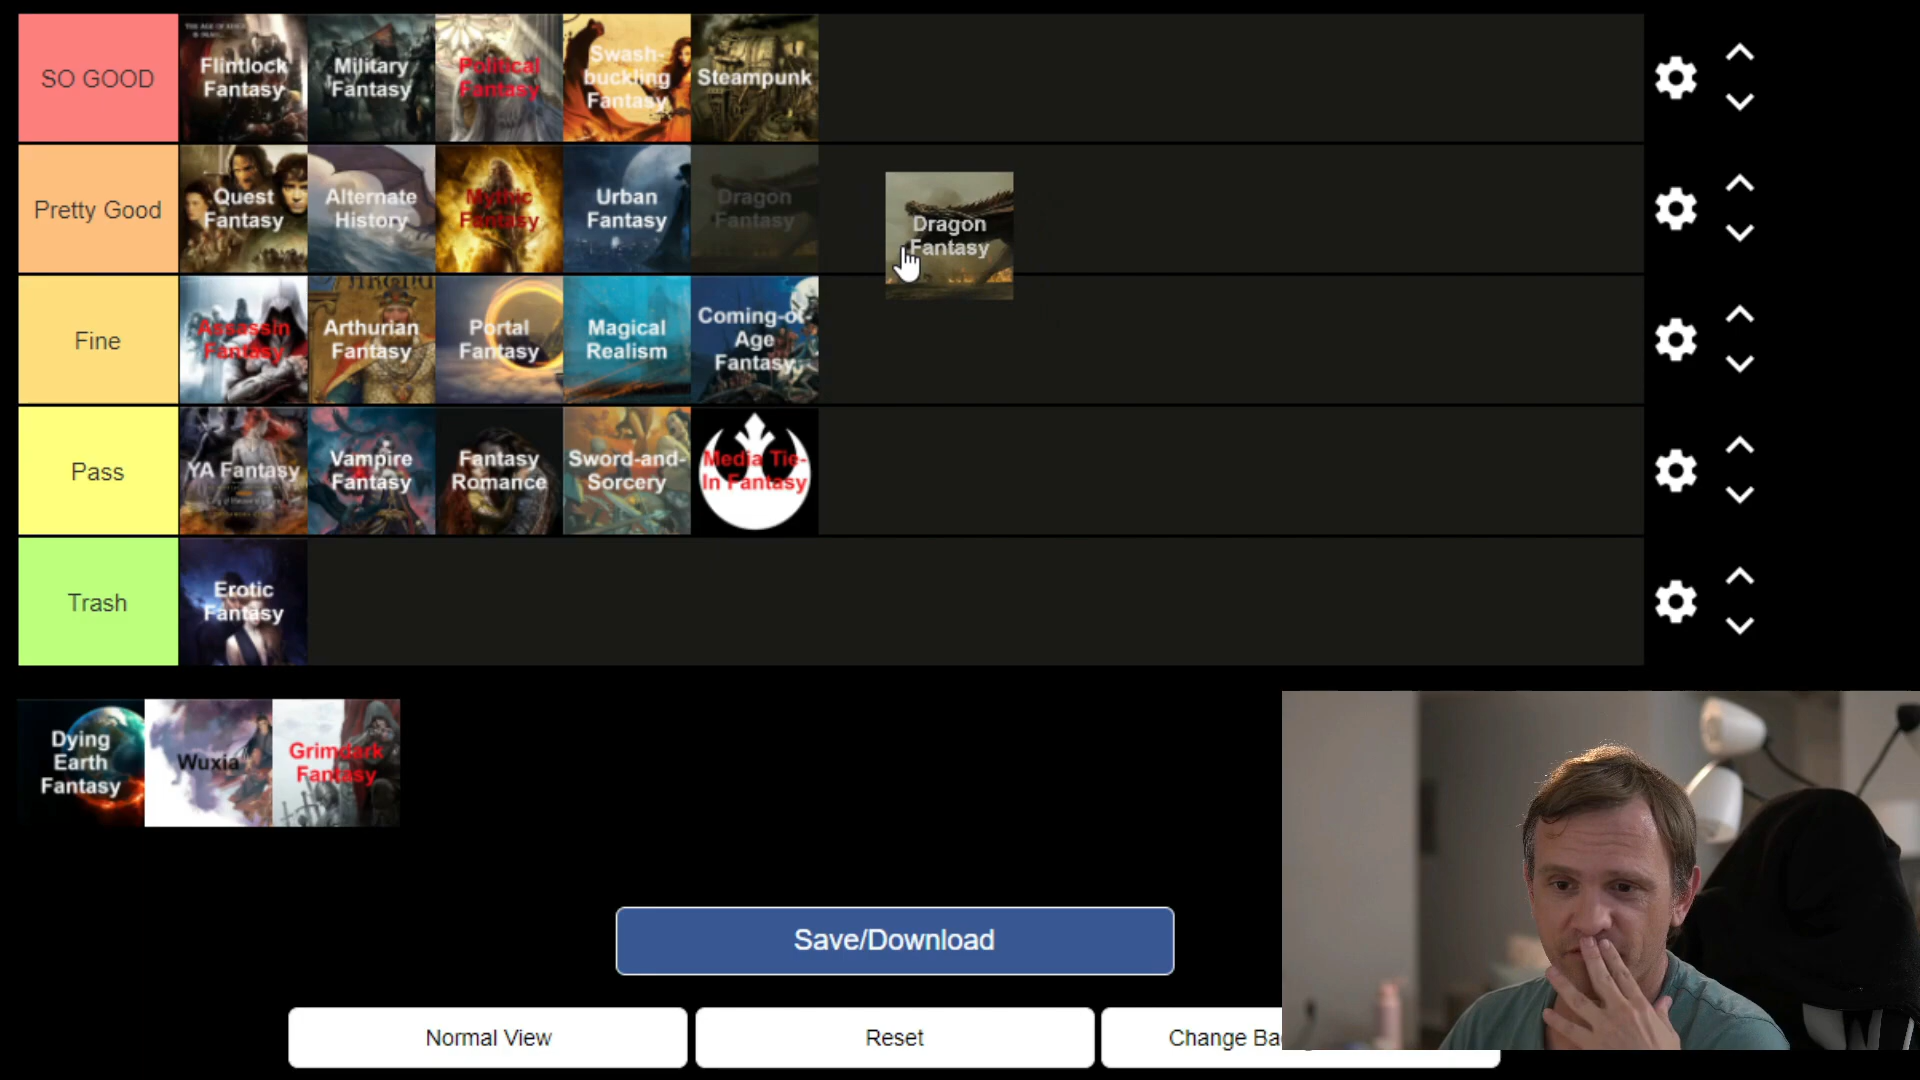 SO GOOD
Flintlock
Fantasy
Military
Fantasy
Political
Fantasy
Swash-
buckling
Fantasy
Steampunk
Pretty Good
Quest
Fantasy
Alternate
History
Mythic
Fantasy
Urban
Fantasy
Dragon
Fantasy
Dragon
Fantasy
Fine
Assassin
Fantasy
Arthurian
Fantasy
Portal
Fantasy
Magical
Realism
Coming-of-
Age
Fantasy
Pass
YA Fantasy
Vampire
Fantasy
Fantasy
Romance
Sword-and-
Sorcery
Media Tie-
In Fantasy
Trash
Erotic
Fantasy
Dying
Earth
Fantasy
Wuxia
Grimdark
Fantasy
Save/Download
Normal View
Reset
Change Ba